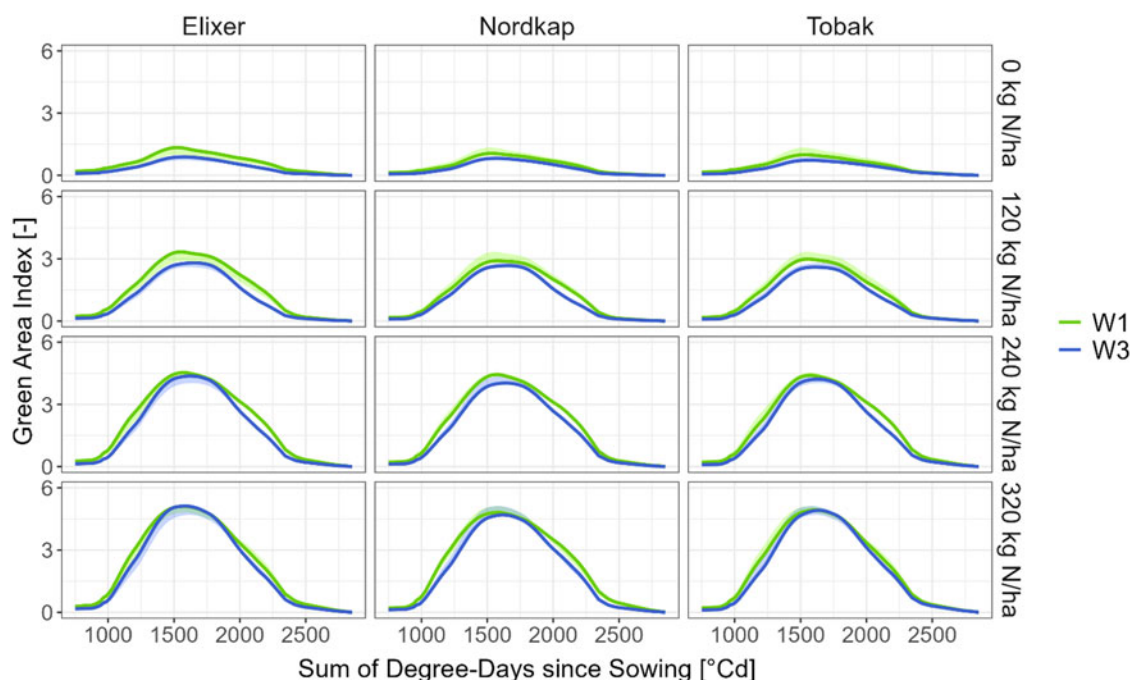 Elixer Nordkap Tobak
6
3
0
0 kg N/ha
6
3
0
120 kg N/ha
Green Area Index [-]
W1
W3
6
3
0
240 kg N/ha
6
3
0
320 kg N/ha
1000 1500 2000 2500 1000 1500 2000 2500 1000 1500 2000 2500
Sum of Degree-Days since Sowing [°Cd]